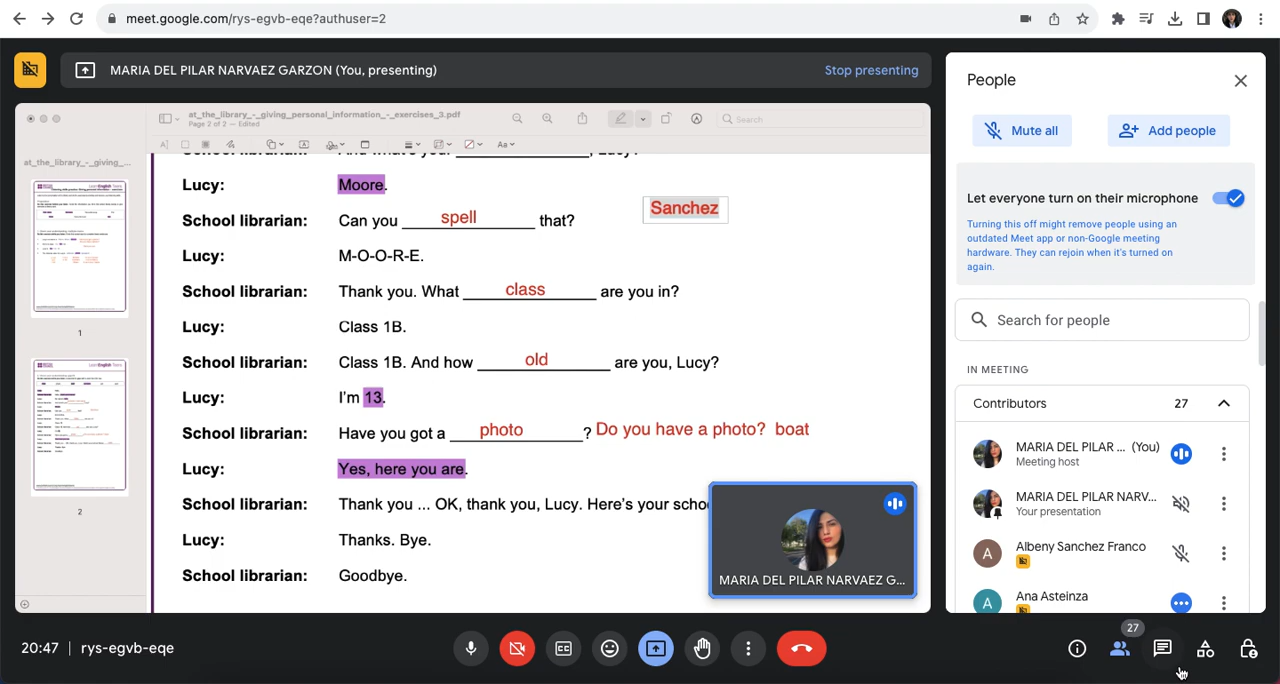 meet.google.com/rys-egvb-eqe?authuser=2
MARIA DEL PILAR NARVAEZ GARZON (You, presenting)
Stop presenting
at_the_library_-_giving_personal_information_-_exercises_3.pdf
Page 2 of 2 — Edited
Search
at_the_library_-_giving_...
1
2
Lucy: Moore.
School librarian: Can you spell that?
Sanchez
Lucy: M-O-O-R-E.
School librarian: Thank you. What class are you in?
Lucy: Class 1B.
School librarian: Class 1B. And how old are you, Lucy?
Lucy: I'm 13.
School librarian: Have you got a photo? Do you have a photo? boat
Lucy: Yes, here you are.
School librarian: Thank you ... OK, thank you, Lucy. Here's your schoo
Lucy: Thanks. Bye.
School librarian: Goodbye.
MARIA DEL PILAR NARVAEZ G...
People
Mute all
Add people
Let everyone turn on their microphone
Turning this off might remove people using an
outdated Meet app or non-Google meeting
hardware. They can rejoin when it's turned on
again.
Search for people
IN MEETING
Contributors 27
MARIA DEL PILAR ... (You)
Meeting host
MARIA DEL PILAR NARV...
Your presentation
A
Albeny Sanchez Franco
A
Ana Asteinza
20:47 | rys-egvb-eqe
27